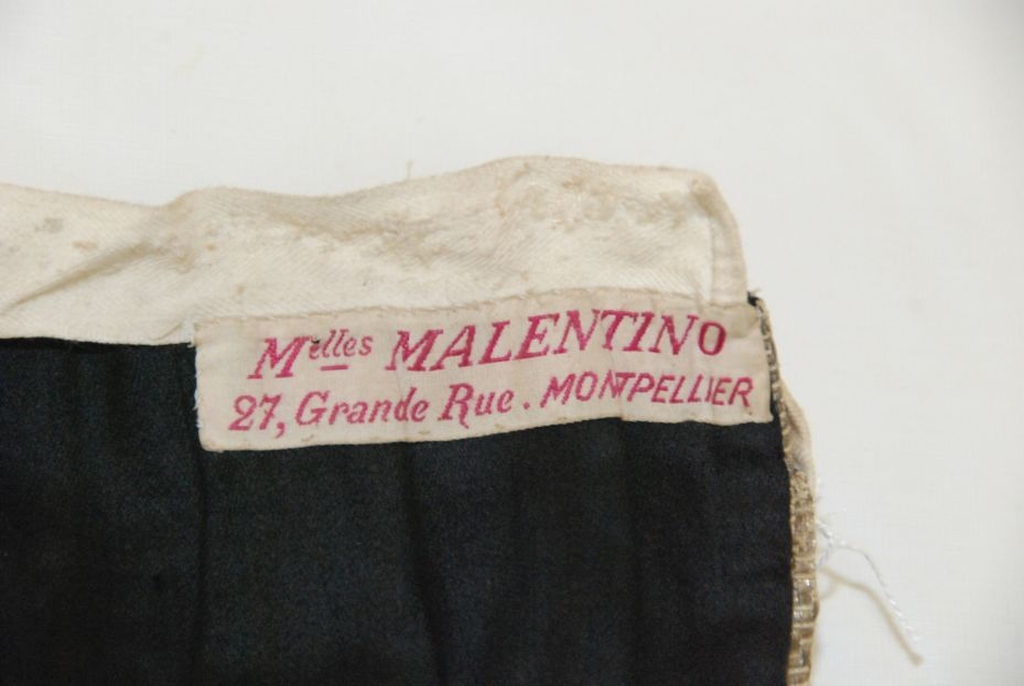 Melles MALENTINO
27, Grande Rue. MONTPELLIER